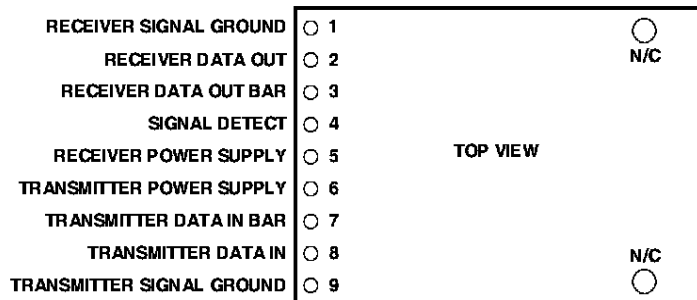 RECEIVER SIGNAL GROUND 1
N/C
RECEIVER DATA OUT 2
RECEIVER DATA OUT BAR 3
SIGNAL DETECT 4
RECEIVER POWER SUPPLY 5
TOP VIEW
TRANSMITTER POWER SUPPLY 6
TRANSMITTER DATA IN BAR 7
TRANSMITTER DATA IN 8
N/C
TRANSMITTER SIGNAL GROUND 9